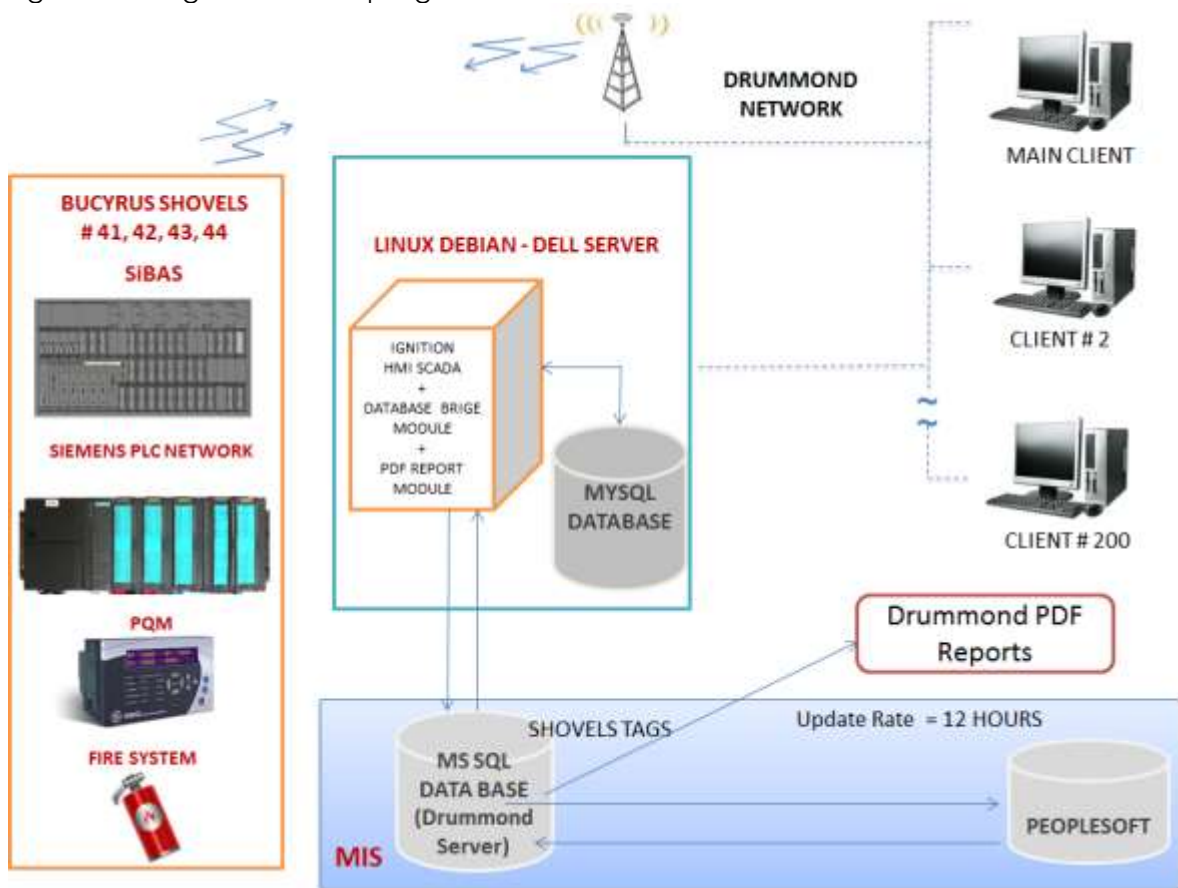 DRUMMOND
NETWORK
MAIN CLIENT
BUCYRUS SHOVELS
# 41, 42, 43, 44
SiBAS
SIEMENS PLC NETWORK
PQM
FIRE SYSTEM
LINUX DEBIAN - DELL SERVER
IGNITION
HMI SCADA
+
DATABASE BRIGE
MODULE
+
PDF REPORT
MODULE
MYSQL
DATABASE
CLIENT # 2
CLIENT # 200
Drummond PDF
Reports
SHOVELS TAGS
Update Rate = 12 HOURS
MS SQL
DATA BASE
(Drummond
Server)
PEOPLESOFT
MIS